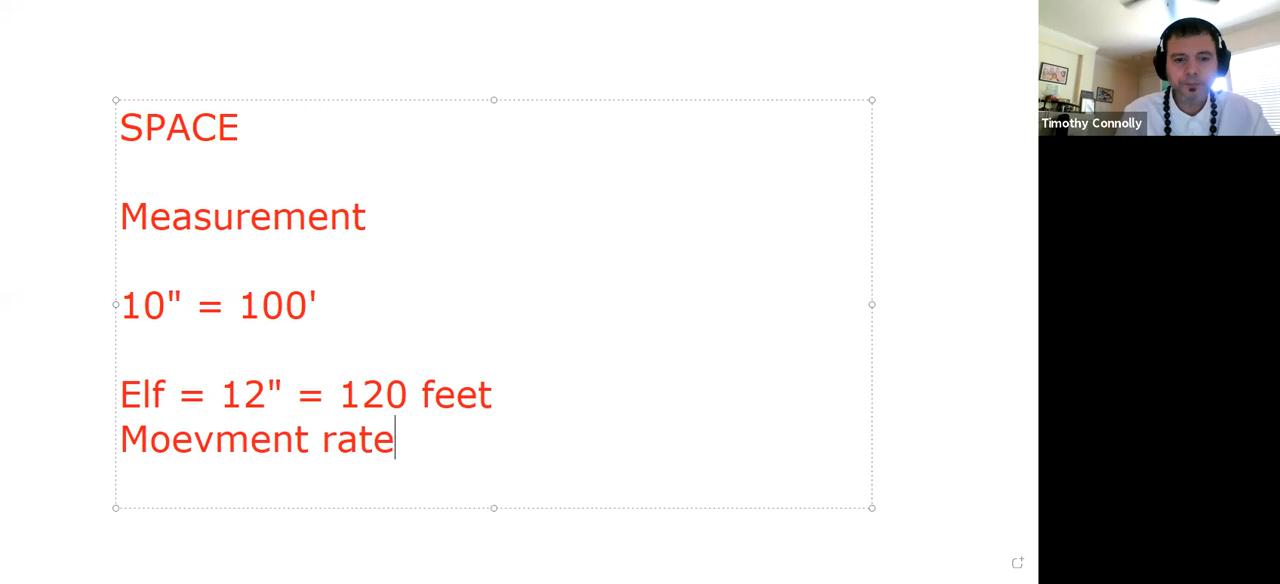 SPACE
Measurement
10" = 100'
Elf = 12" = 120 feet
Moevment rate
Timothy Connolly